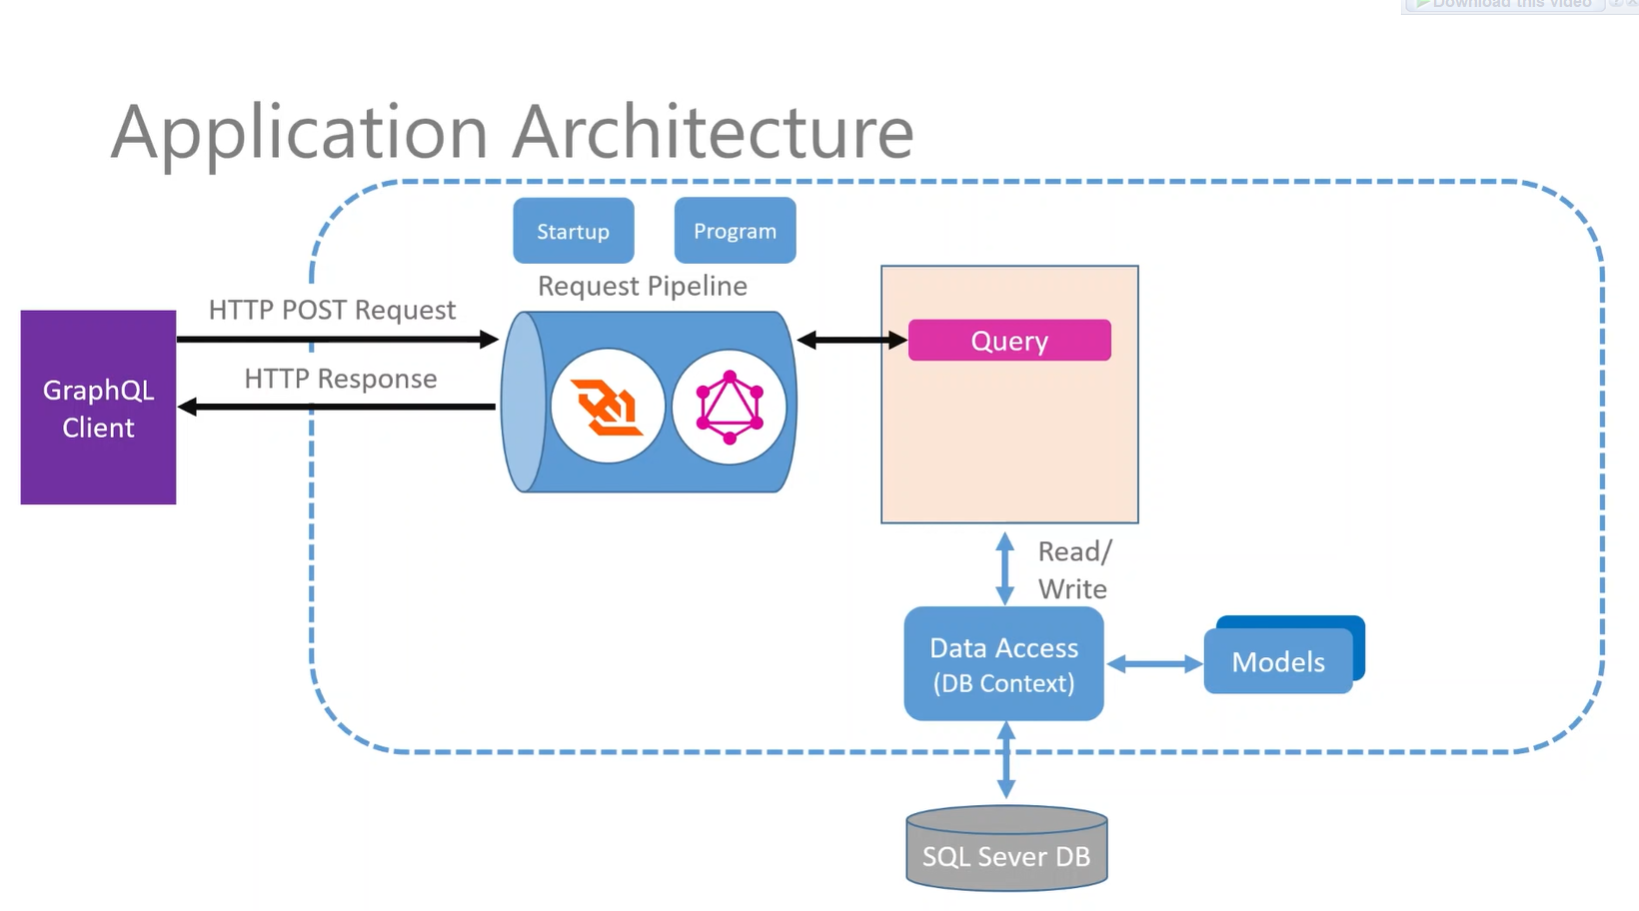 Download this video
Application Architecture
Startup
Program
Request Pipeline
HTTP POST Request
HTTP Response
GraphQL
Client
Query
Read/
Write
Data Access
(DB Context)
Models
SQL Sever DB